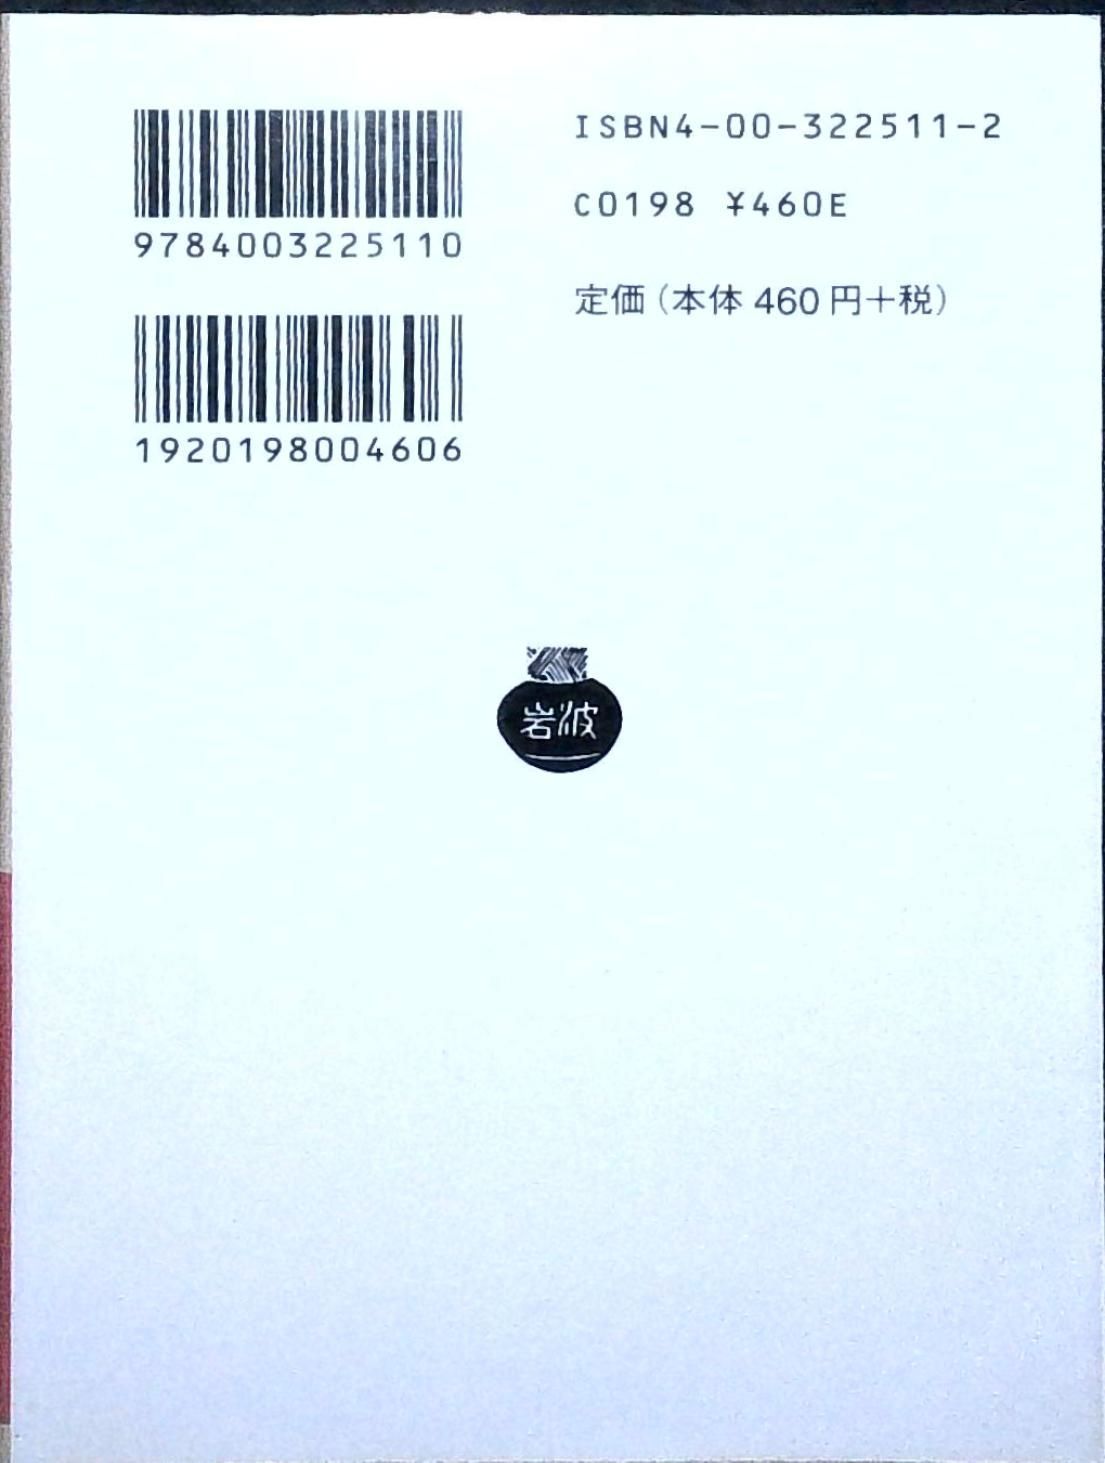 9784003225110
1920198004606
ISBN4-00-322511-2
C0198 ¥460E
定価（本体 460 円＋税）
岩波